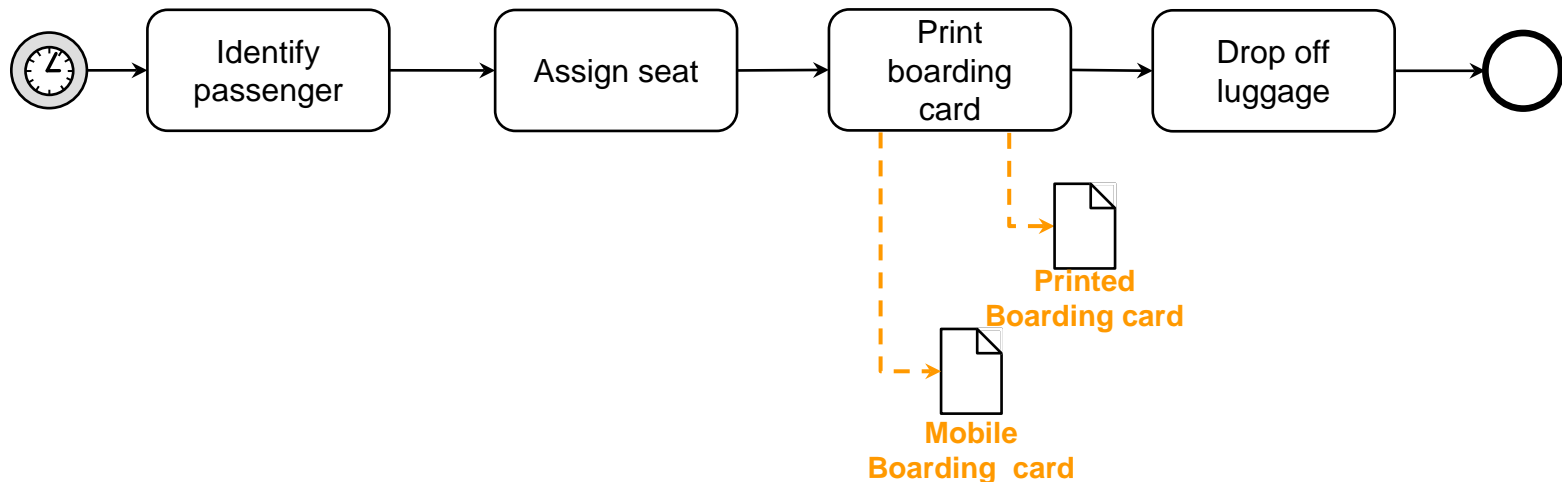 Identify
passenger
Assign seat
Print
boarding
card
Drop off
luggage
Printed
Boarding card
Mobile
Boarding card